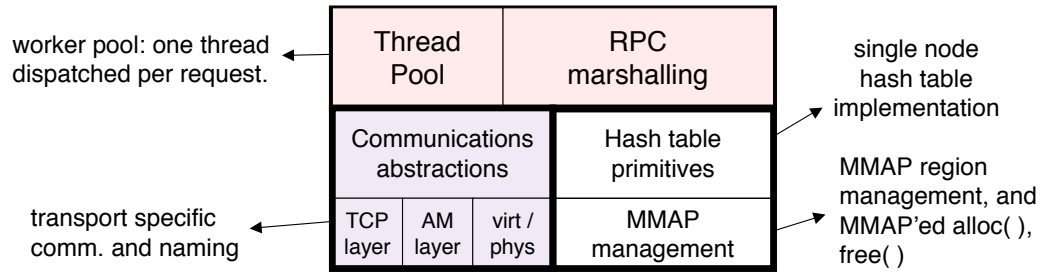 worker pool: one thread
dispatched per request.
Thread
Pool
RPC
marshalling
single node
hash table
implementation
Communications
abstractions
Hash table
primitives
MMAP region
management, and
MMAP'ed alloc( ),
free( )
transport specific
comm. and naming
TCP
layer
AM
layer
virt /
phys
MMAP
management